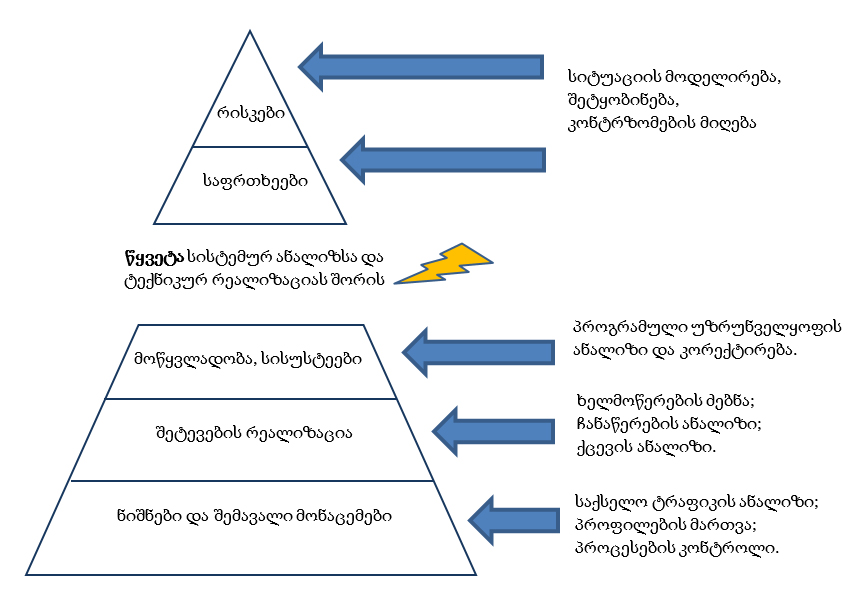 რისკები
საფრთხეები
სიტუაციის მოდელირება,
შეტყობინება,
კონტრზომების მიღება
წყვეტა სისტემურ ანალიზსა და
ტექნიკურ რეალიზაციას შორის
მოწყვლადობა, სისუსტეები
პროგრამული უზრუნველყოფის
ანალიზი და კორექტირება.
შეტევების რეალიზაცია
ხელმოწერების ძებნა;
ჩანაწერების ანალიზი;
ქცევის ანალიზი.
ნიშნები და შემავალი მონაცემები
საქსელო ტრაფიკის ანალიზი;
პროფილების მართვა;
პროცესების კონტროლი.